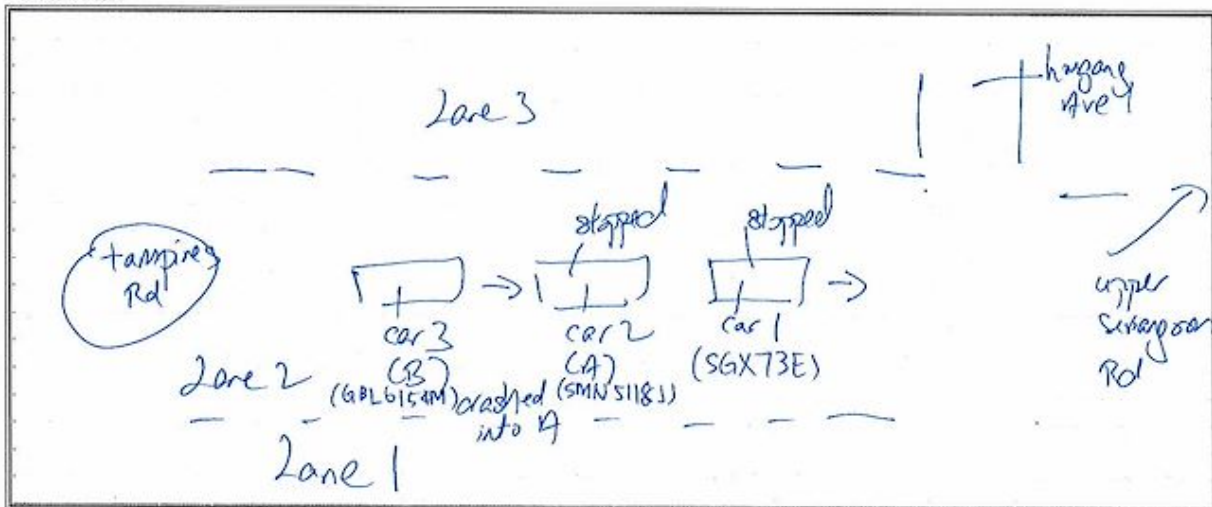 Lane 3
hougang
Ave 4
stopped
stopped
tampines
Rd
car 3
(B)
(GBL6154M)
crashed
into A
car 2
(A)
(SMN5118J)
car 1
(SGX73E)
upper
Serangoon
Rd
Lane 2
Lane 1